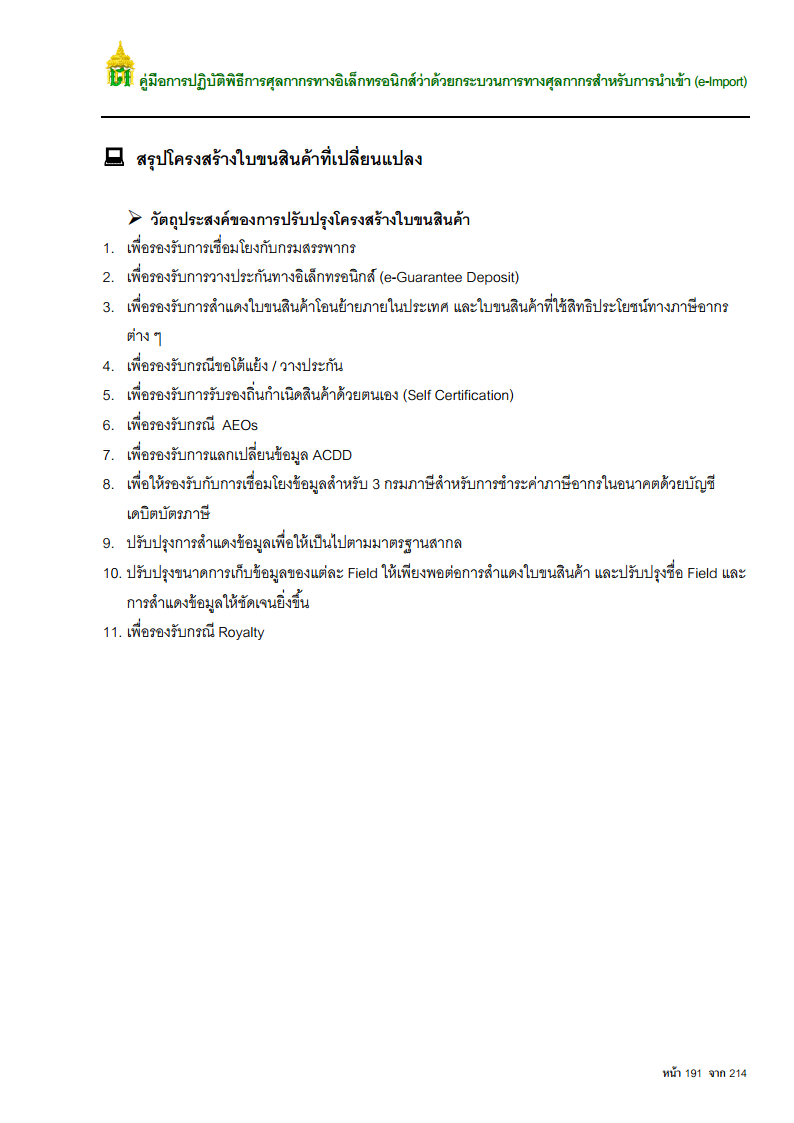 คู่มือการปฏิบัติพิธีการศุลกากรทางอิเล็กทรอนิกส์ว่าด้วยกระบวนการทางศุลกากรสำหรับการนำเข้า (e-Import)
สรุปโครงสร้างใบขนสินค้าที่เปลี่ยนแปลง
วัตถุประสงค์ของการปรับปรุงโครงสร้างใบขนสินค้า
1. เพื่อรองรับการเชื่อมโยงกับกรมสรรพากร
2. เพื่อรองรับการวางประกันทางอิเล็กทรอนิกส์ (e-Guarantee Deposit)
3. เพื่อรองรับการสำแดงใบขนสินค้าโอนย้ายภายในประเทศ และใบขนสินค้าที่ใช้สิทธิประโยชน์ทางภาษีอากร
ต่าง ๆ
4. เพื่อรองรับกรณีขอโต้แย้ง / วางประกัน
5. เพื่อรองรับการรับรองถิ่นกำเนิดสินค้าด้วยตนเอง (Self Certification)
6. เพื่อรองรับกรณี AEOs
7. เพื่อรองรับการแลกเปลี่ยนข้อมูล ACDD
8. เพื่อให้รองรับกับการเชื่อมโยงข้อมูลสำหรับ 3 กรมภาษีสำหรับการชำระค่าภาษีอากรในอนาคตด้วยบัญชี
เดบิตบัตรภาษี
9. ปรับปรุงการสำแดงข้อมูลเพื่อให้เป็นไปตามมาตรฐานสากล
10. ปรับปรุงขนาดการเก็บข้อมูลของแต่ละ Field ให้เพียงพอต่อการสำแดงใบขนสินค้า และปรับปรุงชื่อ Field และ
การสำแดงข้อมูลให้ชัดเจนยิ่งขึ้น
11. เพื่อรองรับกรณี Royalty
หน้า 191 จาก 214